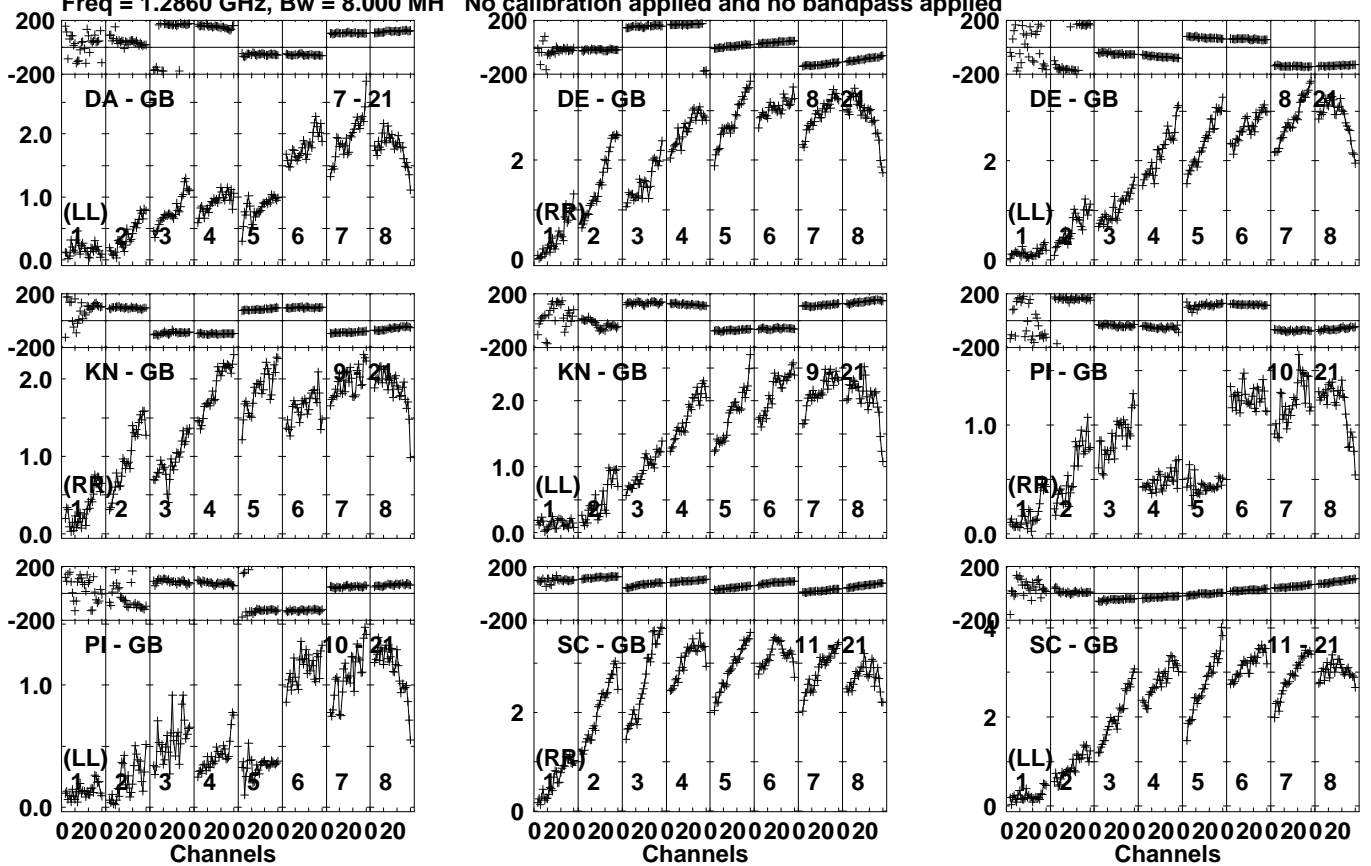 Freq = 1.2860 GHz, Bw = 8.000 MH No calibration applied and no bandpass applied
200 200 200
-200 -200 -200
DA - GB 7 - 21 DE - GB 8 - 21 DE - GB 8 - 21
2.0
2 2
1.0
(LL) (RR) (LL)
1 2 3 4 5 6 7 8 1 2 3 4 5 6 7 8 1 2 3 4 5 6 7 8
0.0 0 0
200 200 200
-200 -200 -200
KN - GB 9 - 21 KN - GB 9 - 21 PI - GB 10 - 21
2.0 2.0
1.0 1.0 1.0
(RR) (LL) (RR)
1 2 3 4 5 6 7 8 1 2 3 4 5 6 7 8 1 2 3 4 5 6 7 8
0.0 0.0 0.0
200 200 200
-200 -200 -200
4
PI - GB 10 - 21 SC - GB 11 - 21 SC - GB 11 - 21
1.0
2 2
(LL) (RR) (LL)
1 2 3 4 5 6 7 8 1 2 3 4 5 6 7 8 1 2 3 4 5 6 7 8
0.0 0 0
0 20 0 20 0 20 0 20 0 20 0 20 0 20 0 20 0 20 0 20 0 20 0 20 0 20 0 20 0 20 0 20 0 20 0 20 0 20 0 20 0 20 0 20 0 20 0 20
Channels Channels Channels